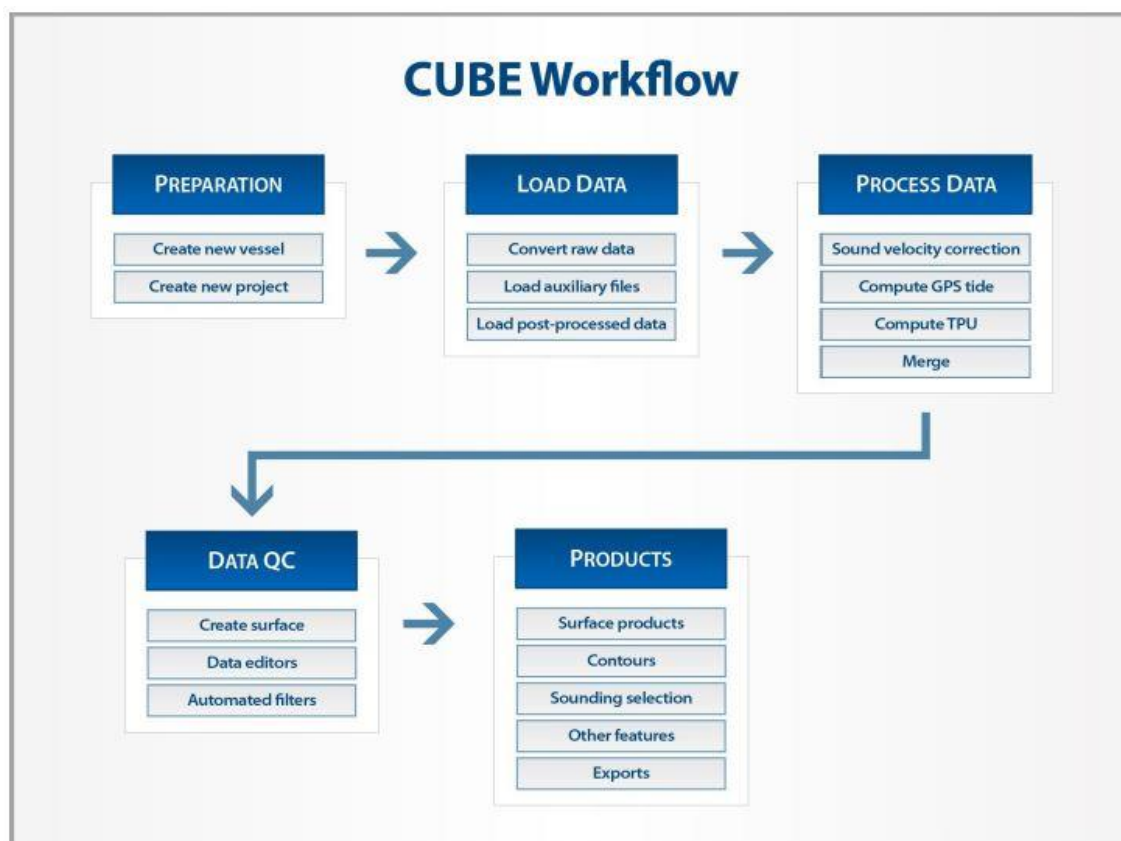 CUBE Workflow
PREPARATION
Create new vessel
Create new project
LOAD DATA
Convert raw data
Load auxiliary files
Load post-processed data
PROCESS DATA
Sound velocity correction
Compute GPS tide
Compute TPU
Merge
DATA QC
Create surface
Data editors
Automated filters
PRODUCTS
Surface products
Contours
Sounding selection
Other features
Exports